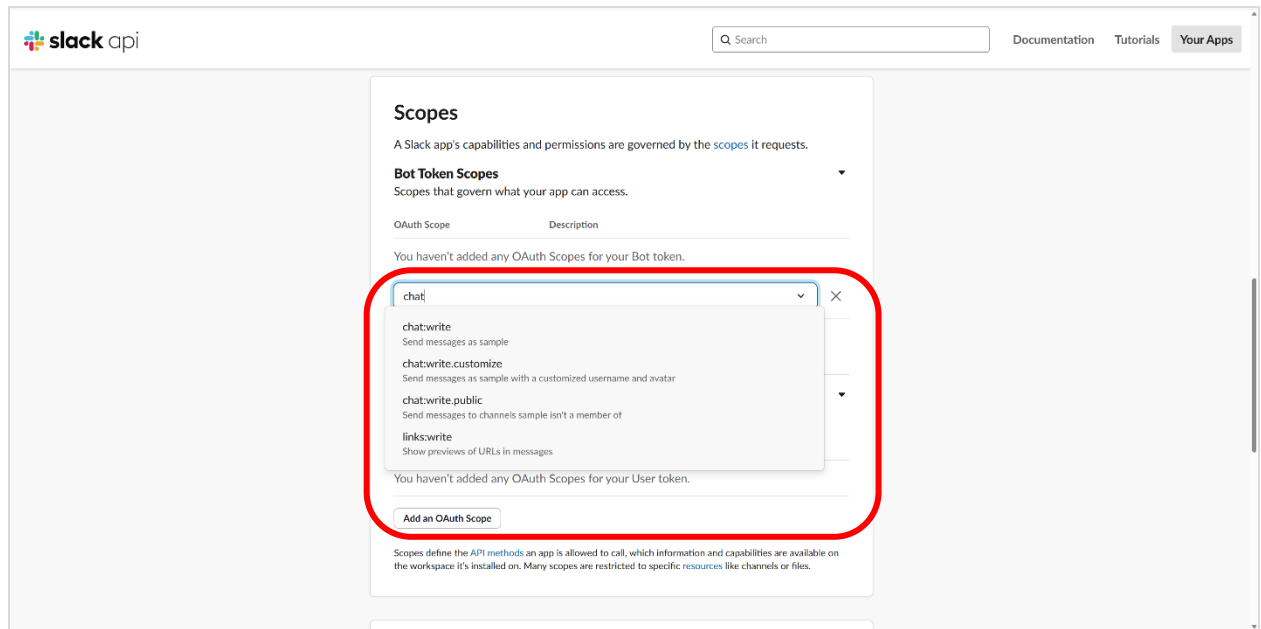 slack api
Search
Documentation
Tutorials
Your Apps
Scopes
A Slack app's capabilities and permissions are governed by the scopes it requests.
Bot Token Scopes
Scopes that govern what your app can access.
OAuth Scope
Description
You haven't added any OAuth Scopes for your Bot token.
chat
chat:write
Send messages as sample
chat:write.customize
Send messages as sample with a customized username and avatar
chat:write.public
Send messages to channels sample isn't a member of
links:write
Show previews of URLs in messages
You haven't added any OAuth Scopes for your User token.
Add an OAuth Scope
Scopes define the API methods an app is allowed to call, which information and capabilities are available on
the workspace it's installed on. Many scopes are restricted to specific resources like channels or files.